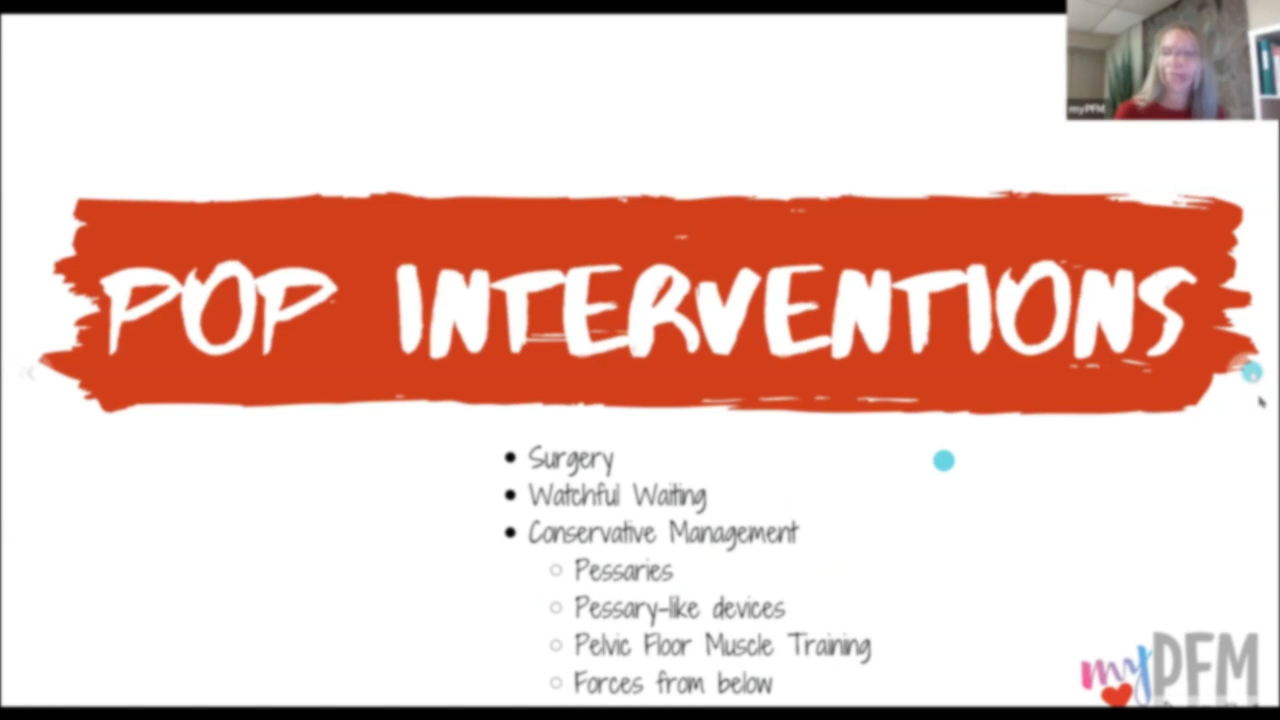 myPFM
POP INTERVENTIONS
Surgery
Watchful Waiting
Conservative Management
Pessaries
Pessary-like devices
Pelvic Floor Muscle Training
Forces from below
myPFM